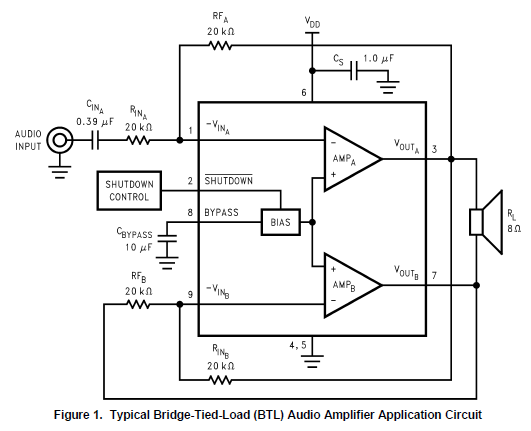 RFA
20 kΩ
VDD
CS
1.0 µF
6
CINA
0.39 µF
RINA
20 kΩ
AUDIO
INPUT
1
-VINA
-
AMPA
+
VOUTA
3
SHUTDOWN
CONTROL
2
SHUTDOWN
8
BYPASS
BIAS
RL
8Ω
CBYPASS
10 µF
RFB
20 kΩ
9
-VINB
+
AMPB
-
VOUTB
7
4, 5
RINB
20 kΩ
Figure 1. Typical Bridge-Tied-Load (BTL) Audio Amplifier Application Circuit